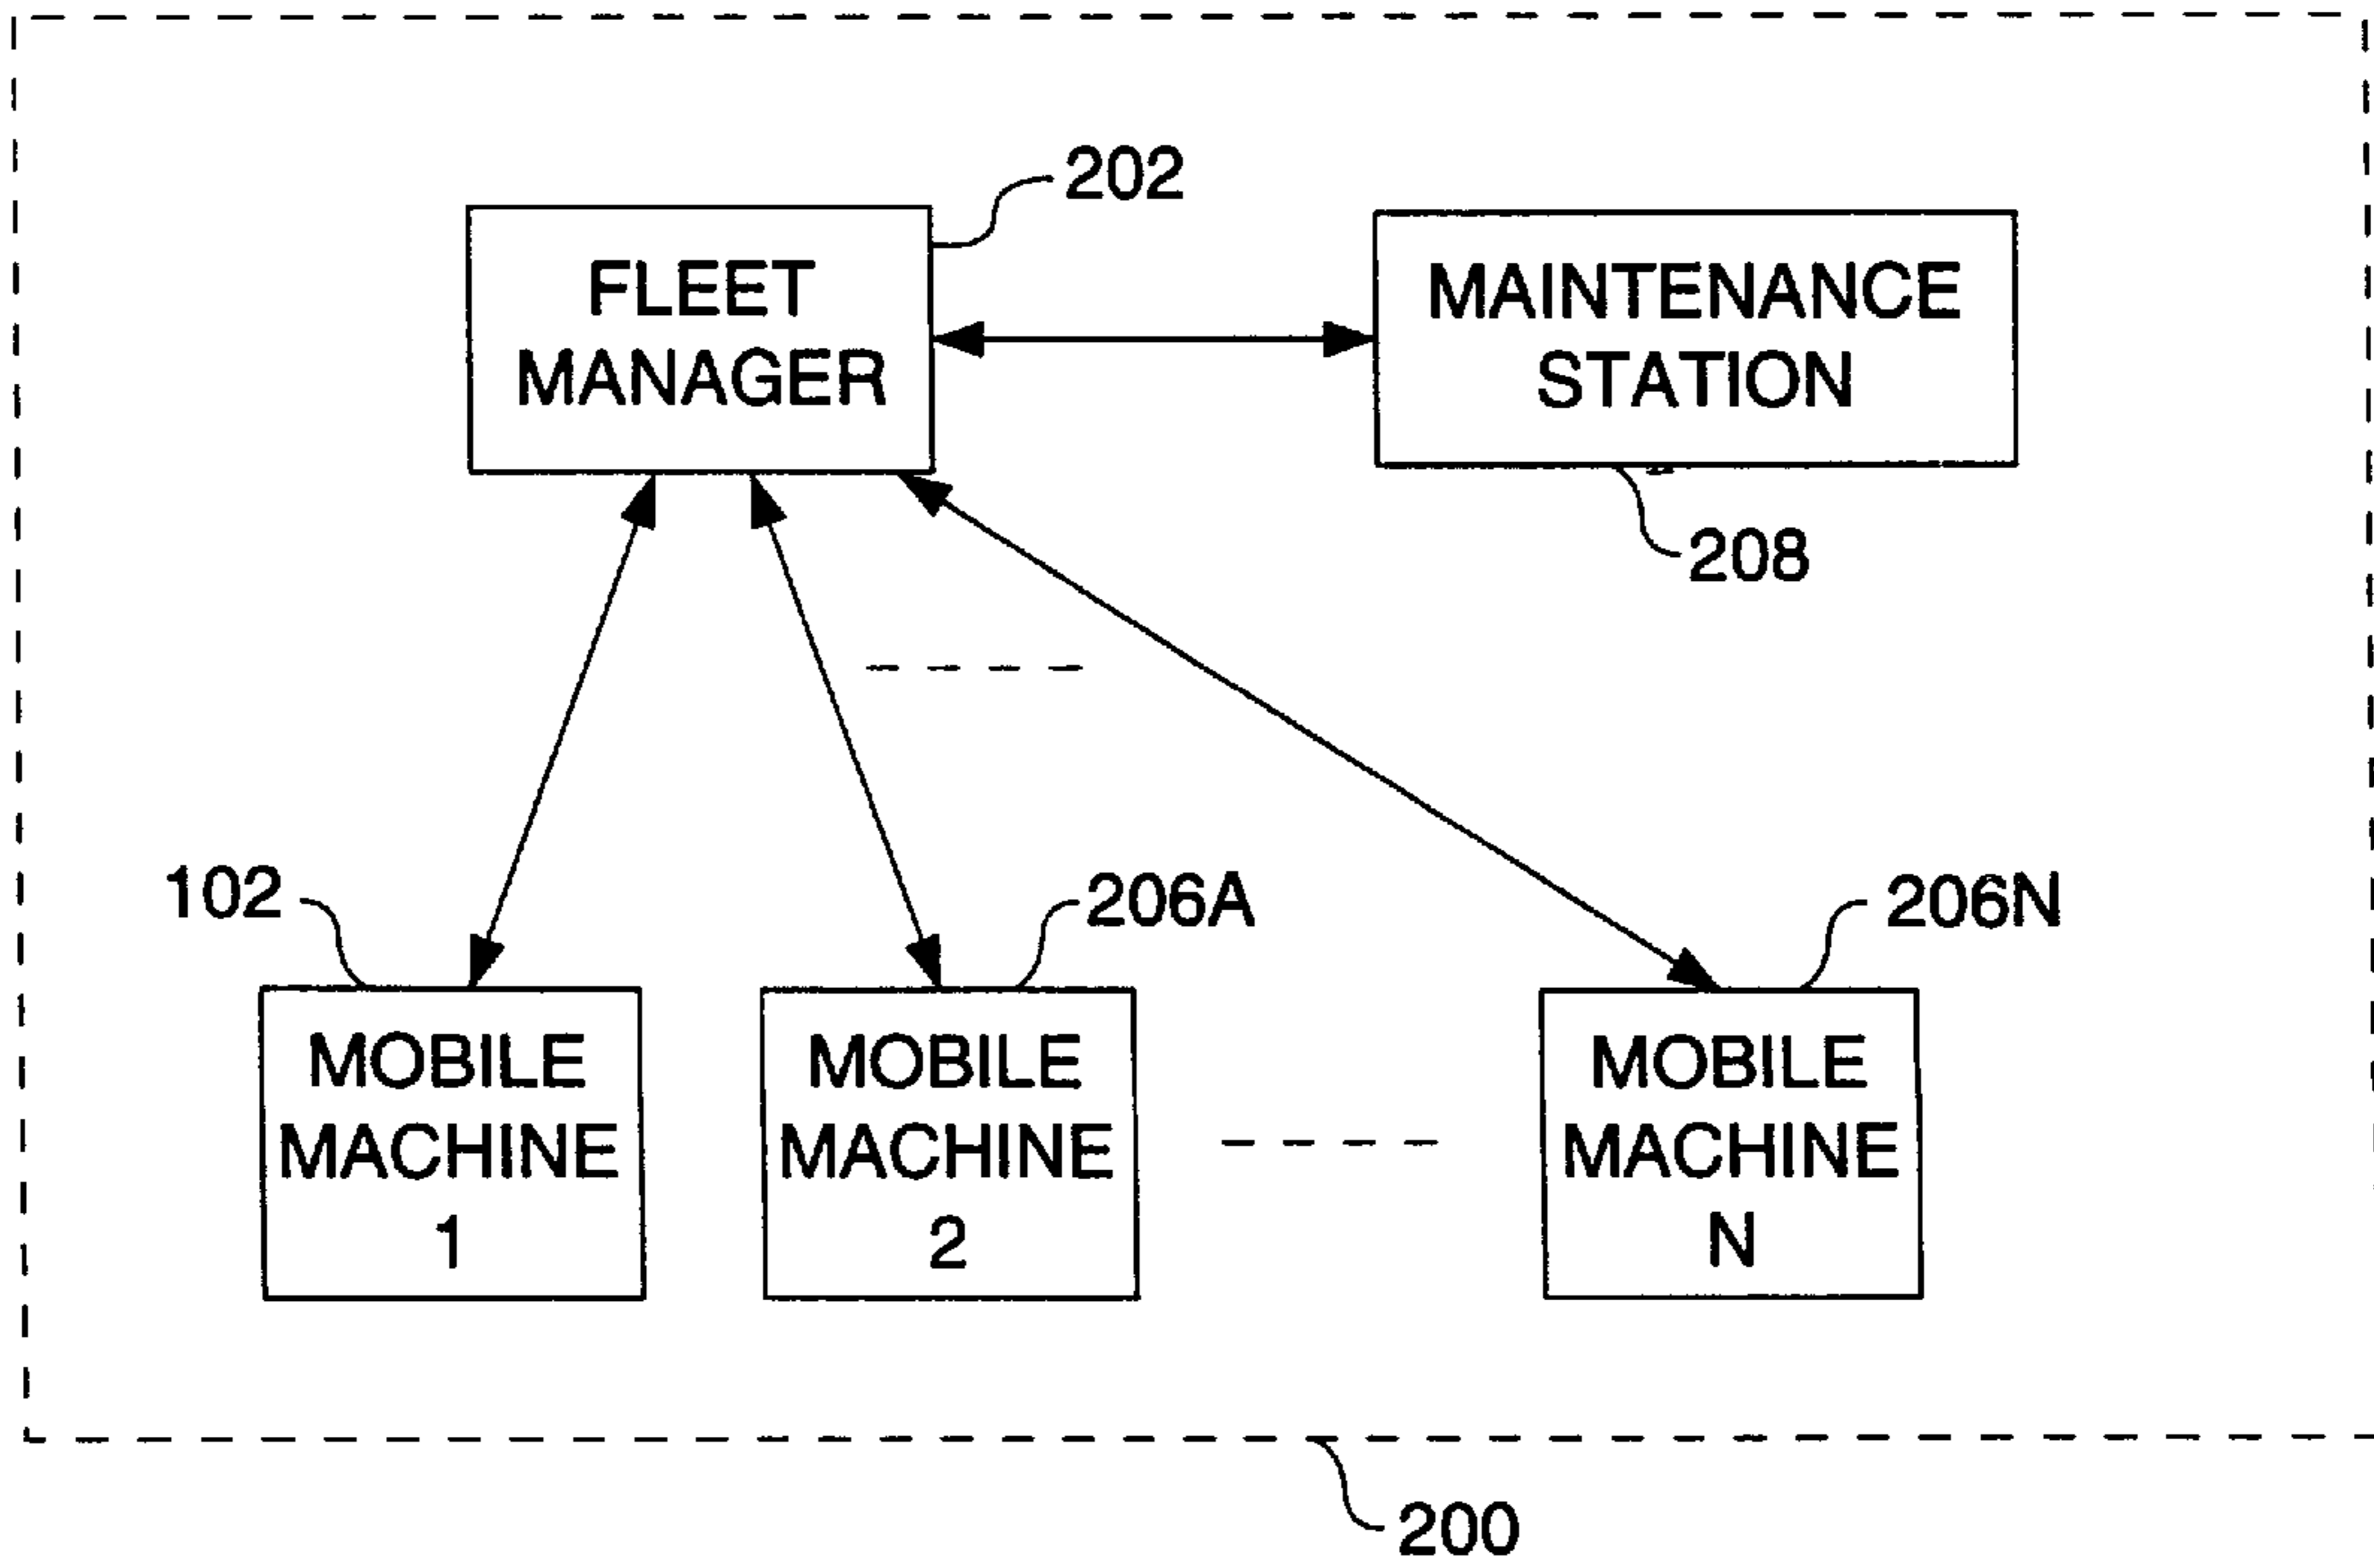 202
FLEET
MANAGER
MAINTENANCE
STATION
208
102
206A
206N
MOBILE
MACHINE
1
MOBILE
MACHINE
2
MOBILE
MACHINE
N
200